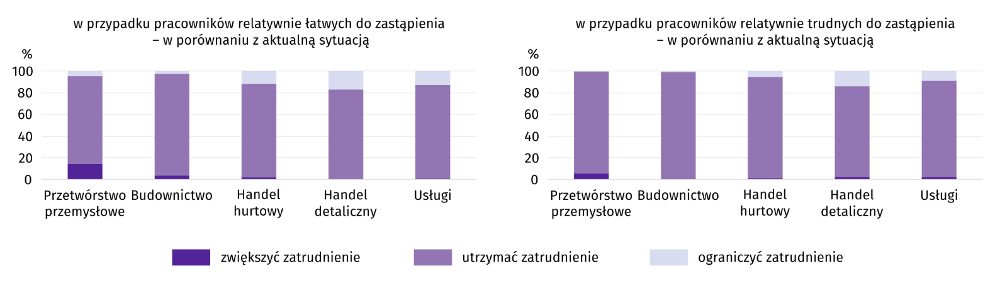 w przypadku pracowników relatywnie łatwych do zastąpienia
– w porównaniu z aktualną sytuacją
%
100
80
60
40
20
0
Przetwórstwo
przemysłowe
Budownictwo
Handel
hurtowy
Handel
detaliczny
Usługi
w przypadku pracowników relatywnie trudnych do zastąpienia
– w porównaniu z aktualną sytuacją
%
100
80
60
40
20
0
Przetwórstwo
przemysłowe
Budownictwo
Handel
hurtowy
Handel
detaliczny
Usługi
zwiększyć zatrudnienie
utrzymać zatrudnienie
ograniczyć zatrudnienie